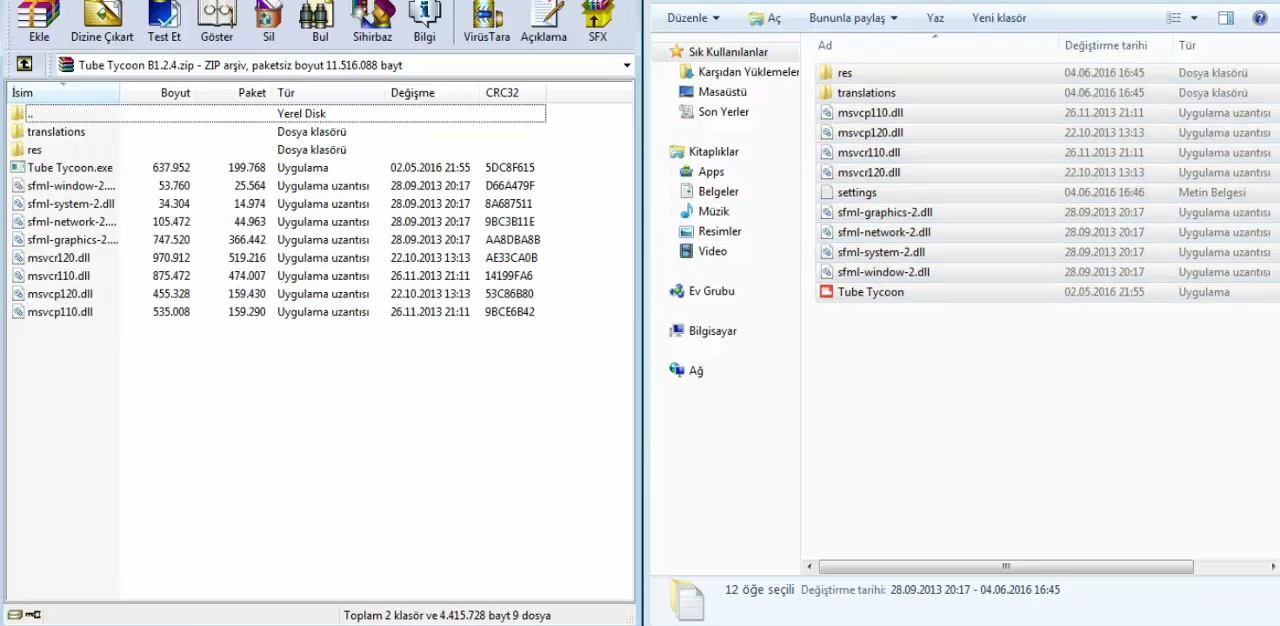 Ekle Dizine Çıkart Test Et Göster Sil Bul Sihirbaz Bilgi VirüsTara Açıklama SFX
Tube Tycoon B1.2.4.zip - ZIP arşiv, paketsiz boyut 11.516.088 bayt
İsim Boyut Paket Tür Değişme CRC32
.. Yerel Disk
translations Dosya klasörü
res Dosya klasörü
Tube Tycoon.exe 637.952 199.768 Uygulama 02.05.2016 21:55 5DC8F615
sfml-window-2.... 53.760 25.564 Uygulama uzantısı 28.09.2013 20:17 D66A479F
sfml-system-2.dll 34.304 14.974 Uygulama uzantısı 28.09.2013 20:17 8A687511
sfml-network-2.... 105.472 44.963 Uygulama uzantısı 28.09.2013 20:17 9BC3B11E
sfml-graphics-2.... 747.520 366.442 Uygulama uzantısı 28.09.2013 20:17 AA8DBA8B
msvcr120.dll 970.912 519.216 Uygulama uzantısı 22.10.2013 13:13 AE33CA0B
msvcr110.dll 875.472 474.007 Uygulama uzantısı 26.11.2013 21:11 14199FA6
msvcp120.dll 455.328 159.430 Uygulama uzantısı 22.10.2013 13:13 53C86B80
msvcp110.dll 535.008 159.290 Uygulama uzantısı 26.11.2013 21:11 9BCE6B42
Toplam 2 klasör ve 4.415.728 bayt 9 dosya
Düzenle Aç Bununla paylaş Yaz Yeni klasör
Sık Kullanılanlar
Karşıdan Yüklemeler
Masaüstü
Son Yerler
Kitaplıklar
Apps
Belgeler
Müzik
Resimler
Video
Ev Grubu
Bilgisayar
Ağ
Ad Değiştirme tarihi Tür
res 04.06.2016 16:45 Dosya klasörü
translations 04.06.2016 16:45 Dosya klasörü
msvcp110.dll 26.11.2013 21:11 Uygulama uzantısı
msvcp120.dll 22.10.2013 13:13 Uygulama uzantısı
msvcr110.dll 26.11.2013 21:11 Uygulama uzantısı
msvcr120.dll 22.10.2013 13:13 Uygulama uzantısı
settings 04.06.2016 16:46 Metin Belgesi
sfml-graphics-2.dll 28.09.2013 20:17 Uygulama uzantısı
sfml-network-2.dll 28.09.2013 20:17 Uygulama uzantısı
sfml-system-2.dll 28.09.2013 20:17 Uygulama uzantısı
sfml-window-2.dll 28.09.2013 20:17 Uygulama uzantısı
Tube Tycoon 02.05.2016 21:55 Uygulama
12 öğe seçili Değiştirme tarihi: 28.09.2013 20:17 - 04.06.2016 16:45